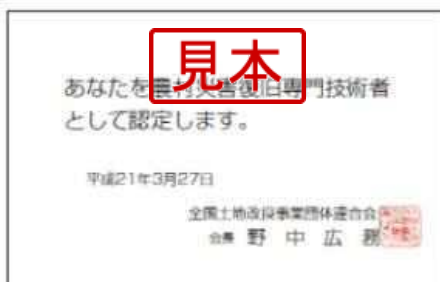 見本
あなたを農村災害復旧専門技術者
として認定します。
平成21年3月27日
全国土地改良事業団体連合会
会長 野中広務